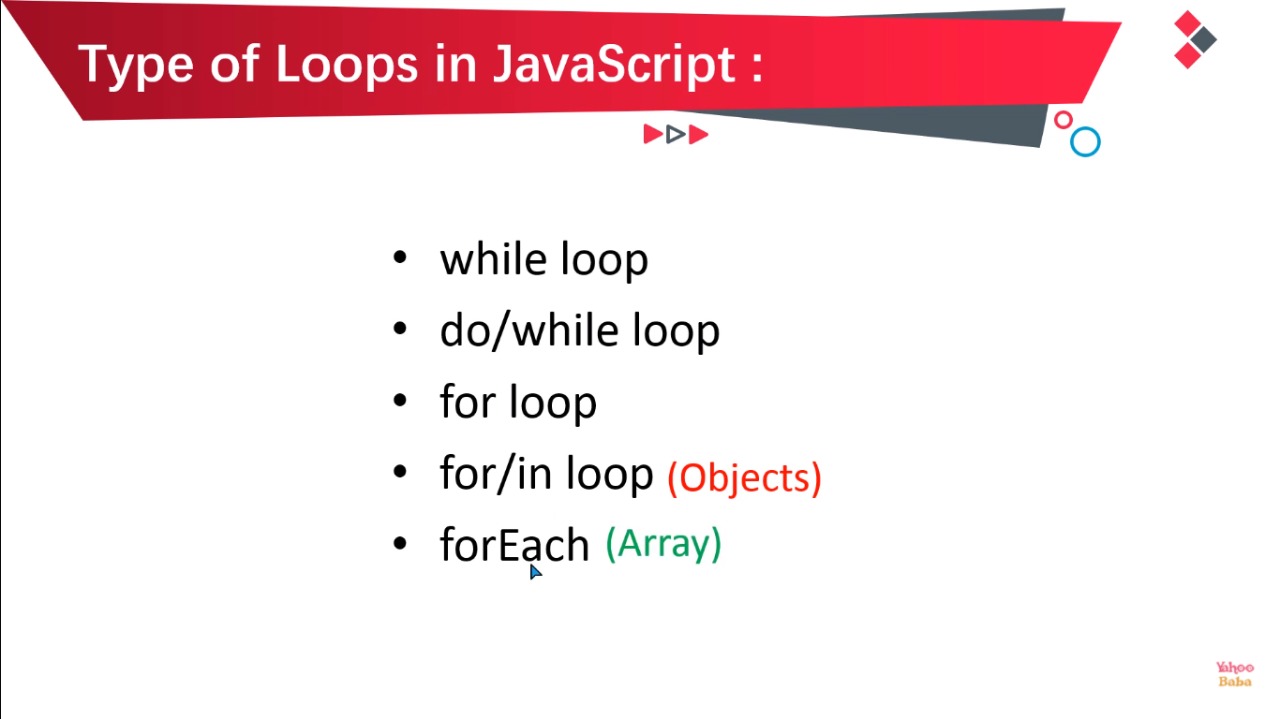 Type of Loops in JavaScript :
• while loop
• do/while loop
• for loop
• for/in loop (Objects)
• forEach (Array)
Yahoo
Baba